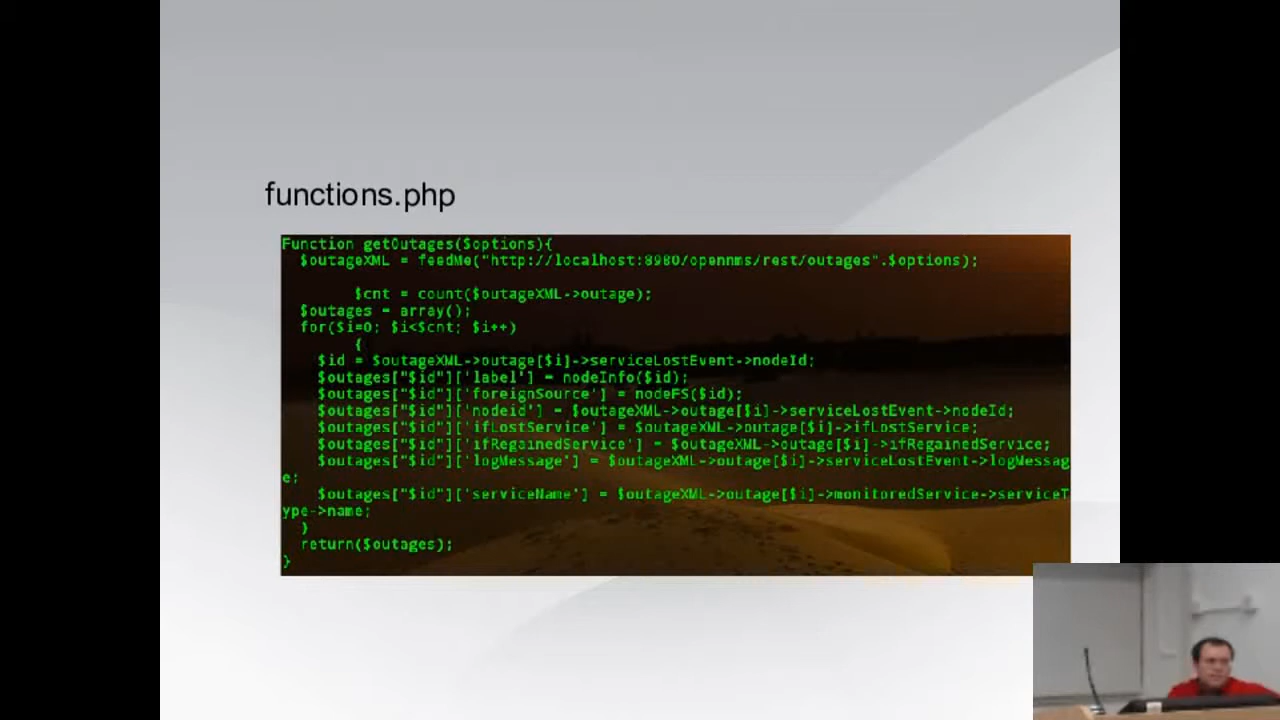 functions.php
Function getOutages($options){
$outageXML = feedMe("http://localhost:8980/opennms/rest/outages".$options);
$cnt = count($outageXML->outage);
$outages = array();
for($i=0; $i<$cnt; $i++)
{
$id = $outageXML->outage[$i]->serviceLostEvent->nodeId;
$outages["$id"]['label'] = nodeInfo($id);
$outages["$id"]['foreignSource'] = nodeFS($id);
$outages["$id"]['nodeid'] = $outageXML->outage[$i]->serviceLostEvent->nodeId;
$outages["$id"]['ifLostService'] = $outageXML->outage[$i]->ifLostService;
$outages["$id"]['ifRegainedService'] = $outageXML->outage[$i]->ifRegainedService;
$outages["$id"]['logMessage'] = $outageXML->outage[$i]->serviceLostEvent->logMessag
e;
$outages["$id"]['serviceName'] = $outageXML->outage[$i]->monitoredService->serviceT
ype->name;
}
return($outages);
}